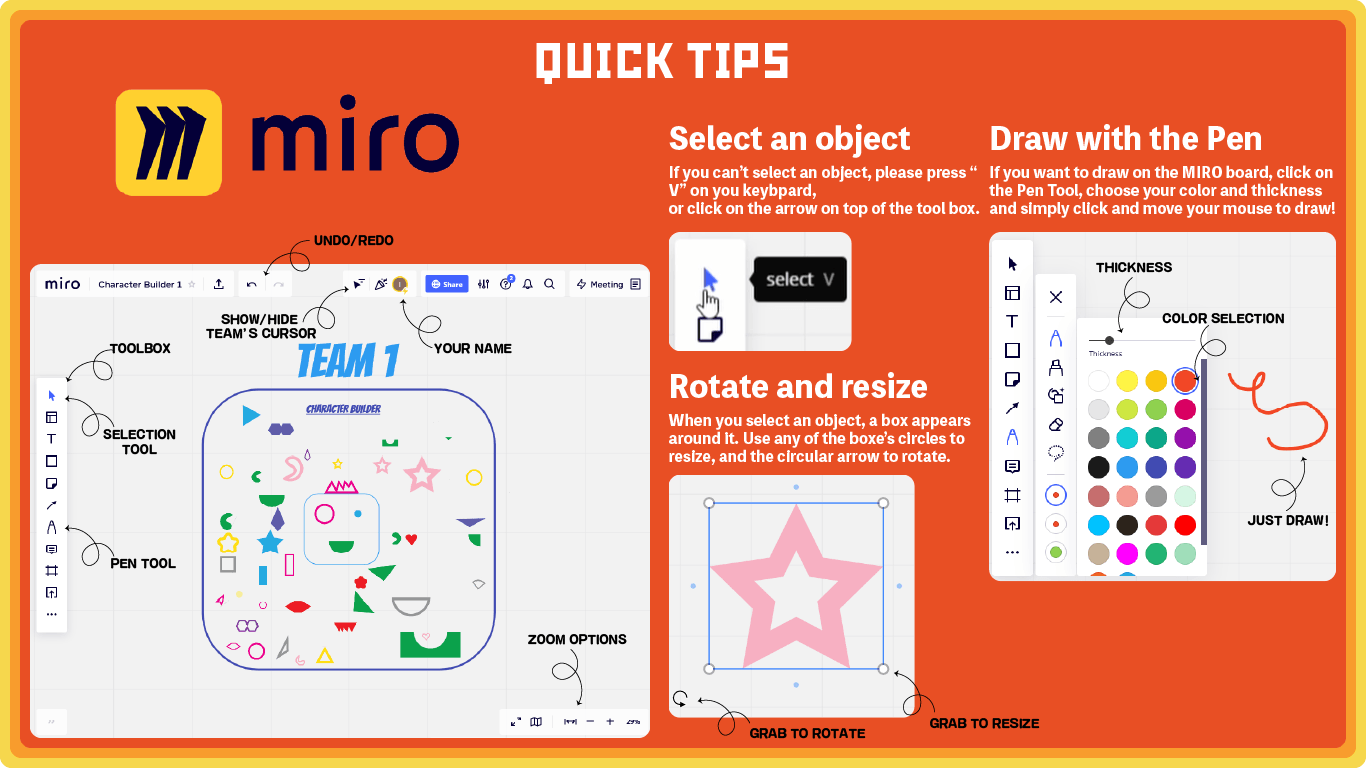 QUICK TIPS
miro
Select an object
If you can't select an object, please press “
V” on you keybpard,
or click on the arrow on top of the tool box.
Draw with the Pen
If you want to draw on the MIRO board, click on
the Pen Tool, choose your color and thickness
and simply click and move your mouse to draw!
UNDO/REDO
miro
Character Builder 1
Share
2
Meeting
SHOW/HIDE
TEAM'S CURSOR
YOUR NAME
TOOLBOX
TEAM 1
CHARACTER BUILDER
SELECTION
TOOL
PEN TOOL
ZOOM OPTIONS
29%
select V
Rotate and resize
When you select an object, a box appears
around it. Use any of the boxe's circles to
resize, and the circular arrow to rotate.
GRAB TO ROTATE
GRAB TO RESIZE
THICKNESS
COLOR SELECTION
Thickness
JUST DRAW!